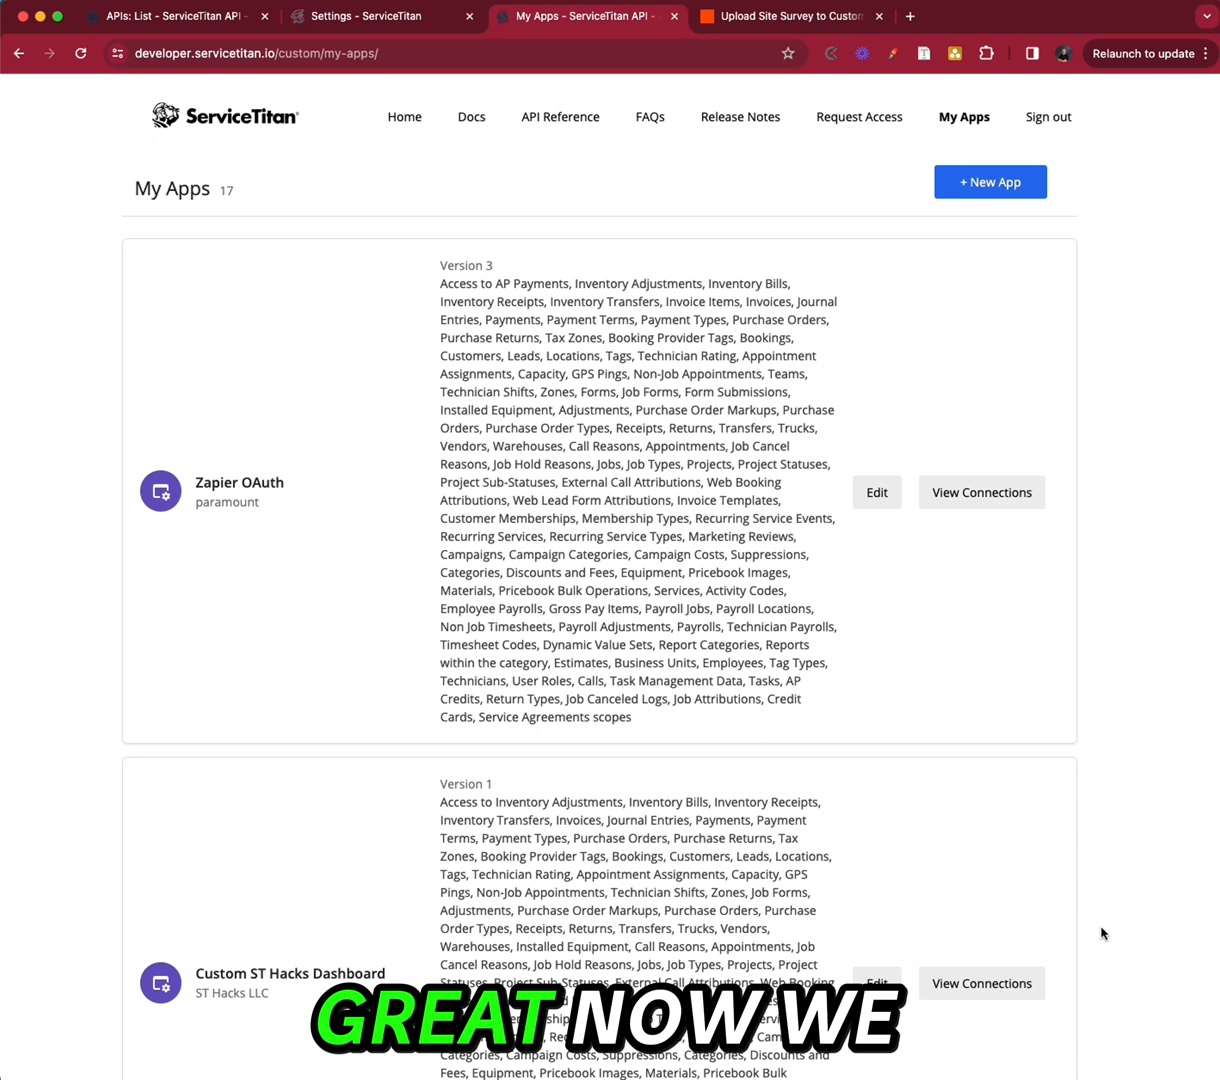 APIs: List - ServiceTitan API -
Settings - ServiceTitan
My Apps - ServiceTitan API -
Upload Site Survey to Custom
developer.servicetitan.io/custom/my-apps/
Relaunch to update
ServiceTitan
Home
Docs
API Reference
FAQs
Release Notes
Request Access
My Apps
Sign out
My Apps 17
+ New App
Zapier OAuth
paramount
Version 3
Access to AP Payments, Inventory Adjustments, Inventory Bills,
Inventory Receipts, Inventory Transfers, Invoice Items, Invoices, Journal
Entries, Payments, Payment Terms, Payment Types, Purchase Orders,
Purchase Returns, Tax Zones, Booking Provider Tags, Bookings,
Customers, Leads, Locations, Tags, Technician Rating, Appointment
Assignments, Capacity, GPS Pings, Non-Job Appointments, Teams,
Technician Shifts, Zones, Forms, Job Forms, Form Submissions,
Installed Equipment, Adjustments, Purchase Order Markups, Purchase
Orders, Purchase Order Types, Receipts, Returns, Transfers, Trucks,
Vendors, Warehouses, Call Reasons, Appointments, Job Cancel
Reasons, Job Hold Reasons, Jobs, Job Types, Projects, Project Statuses,
Project Sub-Statuses, External Call Attributions, Web Booking
Attributions, Web Lead Form Attributions, Invoice Templates,
Customer Memberships, Membership Types, Recurring Service Events,
Recurring Services, Recurring Service Types, Marketing Reviews,
Campaigns, Campaign Categories, Campaign Costs, Suppressions,
Categories, Discounts and Fees, Equipment, Pricebook Images,
Materials, Pricebook Bulk Operations, Services, Activity Codes,
Employee Payrolls, Gross Pay Items, Payroll Jobs, Payroll Locations,
Non Job Timesheets, Payroll Adjustments, Payrolls, Technician Payrolls,
Timesheet Codes, Dynamic Value Sets, Report Categories, Reports
within the category, Estimates, Business Units, Employees, Tag Types,
Technicians, User Roles, Calls, Task Management Data, Tasks, AP
Credits, Return Types, Job Canceled Logs, Job Attributions, Credit
Cards, Service Agreements scopes
Edit
View Connections
Custom ST Hacks Dashboard
ST Hacks LLC
Version 1
Access to Inventory Adjustments, Inventory Bills, Inventory Receipts,
Inventory Transfers, Invoices, Journal Entries, Payments, Payment
Terms, Payment Types, Purchase Orders, Purchase Returns, Tax
Zones, Booking Provider Tags, Bookings, Customers, Leads, Locations,
Tags, Technician Rating, Appointment Assignments, Capacity, GPS
Pings, Non-Job Appointments, Technician Shifts, Zones, Job Forms,
Adjustments, Purchase Order Markups, Purchase Orders, Purchase
Order Types, Receipts, Returns, Transfers, Trucks, Vendors,
Warehouses, Installed Equipment, Call Reasons, Appointments, Job
Cancel Reasons, Job Hold Reasons, Jobs, Job Types, Projects, Project
Statuses, Project Sub-Statuses, External Call Attributions, Web Booking
Categories, Campaign Costs, Suppressions, Categories, Discounts and
Fees, Equipment, Pricebook Images, Materials, Pricebook Bulk
Edit
View Connections
GREAT NOW WE